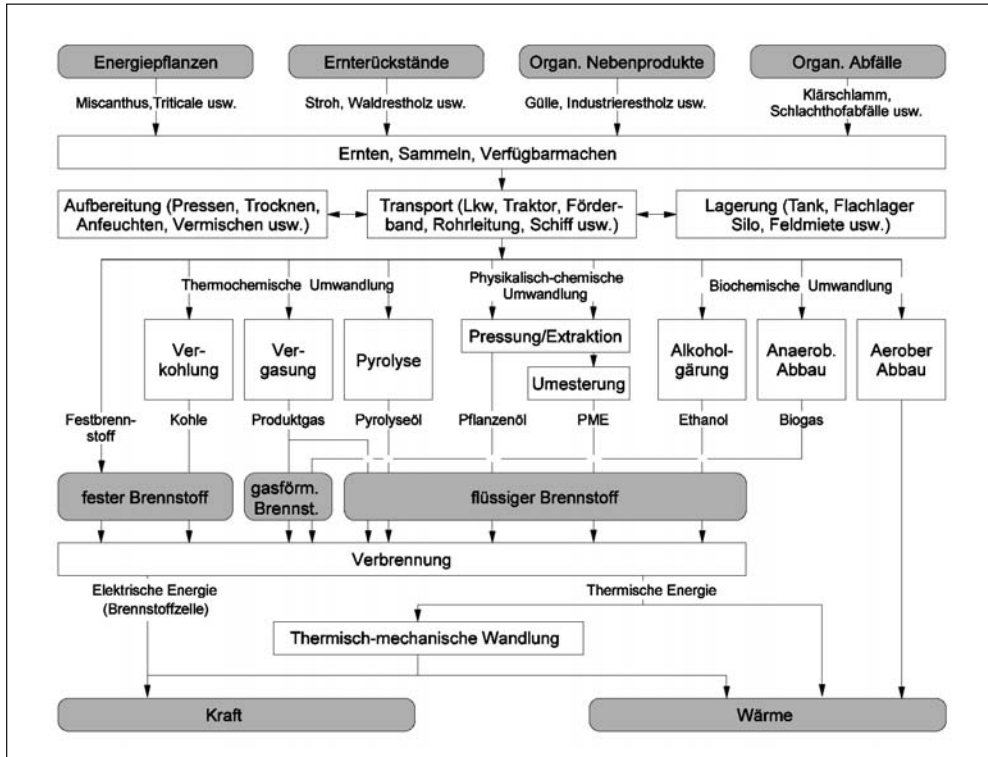 Energiepflanzen
Ernterückstände
Organ. Nebenprodukte
Organ. Abfälle
Miscanthus,Triticale usw.
Stroh, Waldrestholz usw.
Gülle, Industrierestholz usw.
Klärschlamm,
Schlachthofabfälle usw.
Ernten, Sammeln, Verfügbarmachen
Aufbereitung (Pressen, Trocknen,
Anfeuchten, Vermischen usw.)
Transport (Lkw, Traktor, Förder-
band, Rohrleitung, Schiff usw.)
Lagerung (Tank, Flachlager
Silo, Feldmiete usw.)
Thermochemische Umwandlung
Physikalisch-chemische
Umwandlung
Biochemische Umwandlung
Ver-
kohlung
Ver-
gasung
Pyrolyse
Pressung/Extraktion
Umesterung
Alkohol-
gärung
Anaerob.
Abbau
Aerober
Abbau
Festbrenn-
stoff
Kohle
Produktgas
Pyrolyseöl
Pflanzenöl
PME
Ethanol
Biogas
fester Brennstoff
gasförm.
Brennst.
flüssiger Brennstoff
Verbrennung
Elektrische Energie
(Brennstoffzelle)
Thermische Energie
Thermisch-mechanische Wandlung
Kraft
Wärme